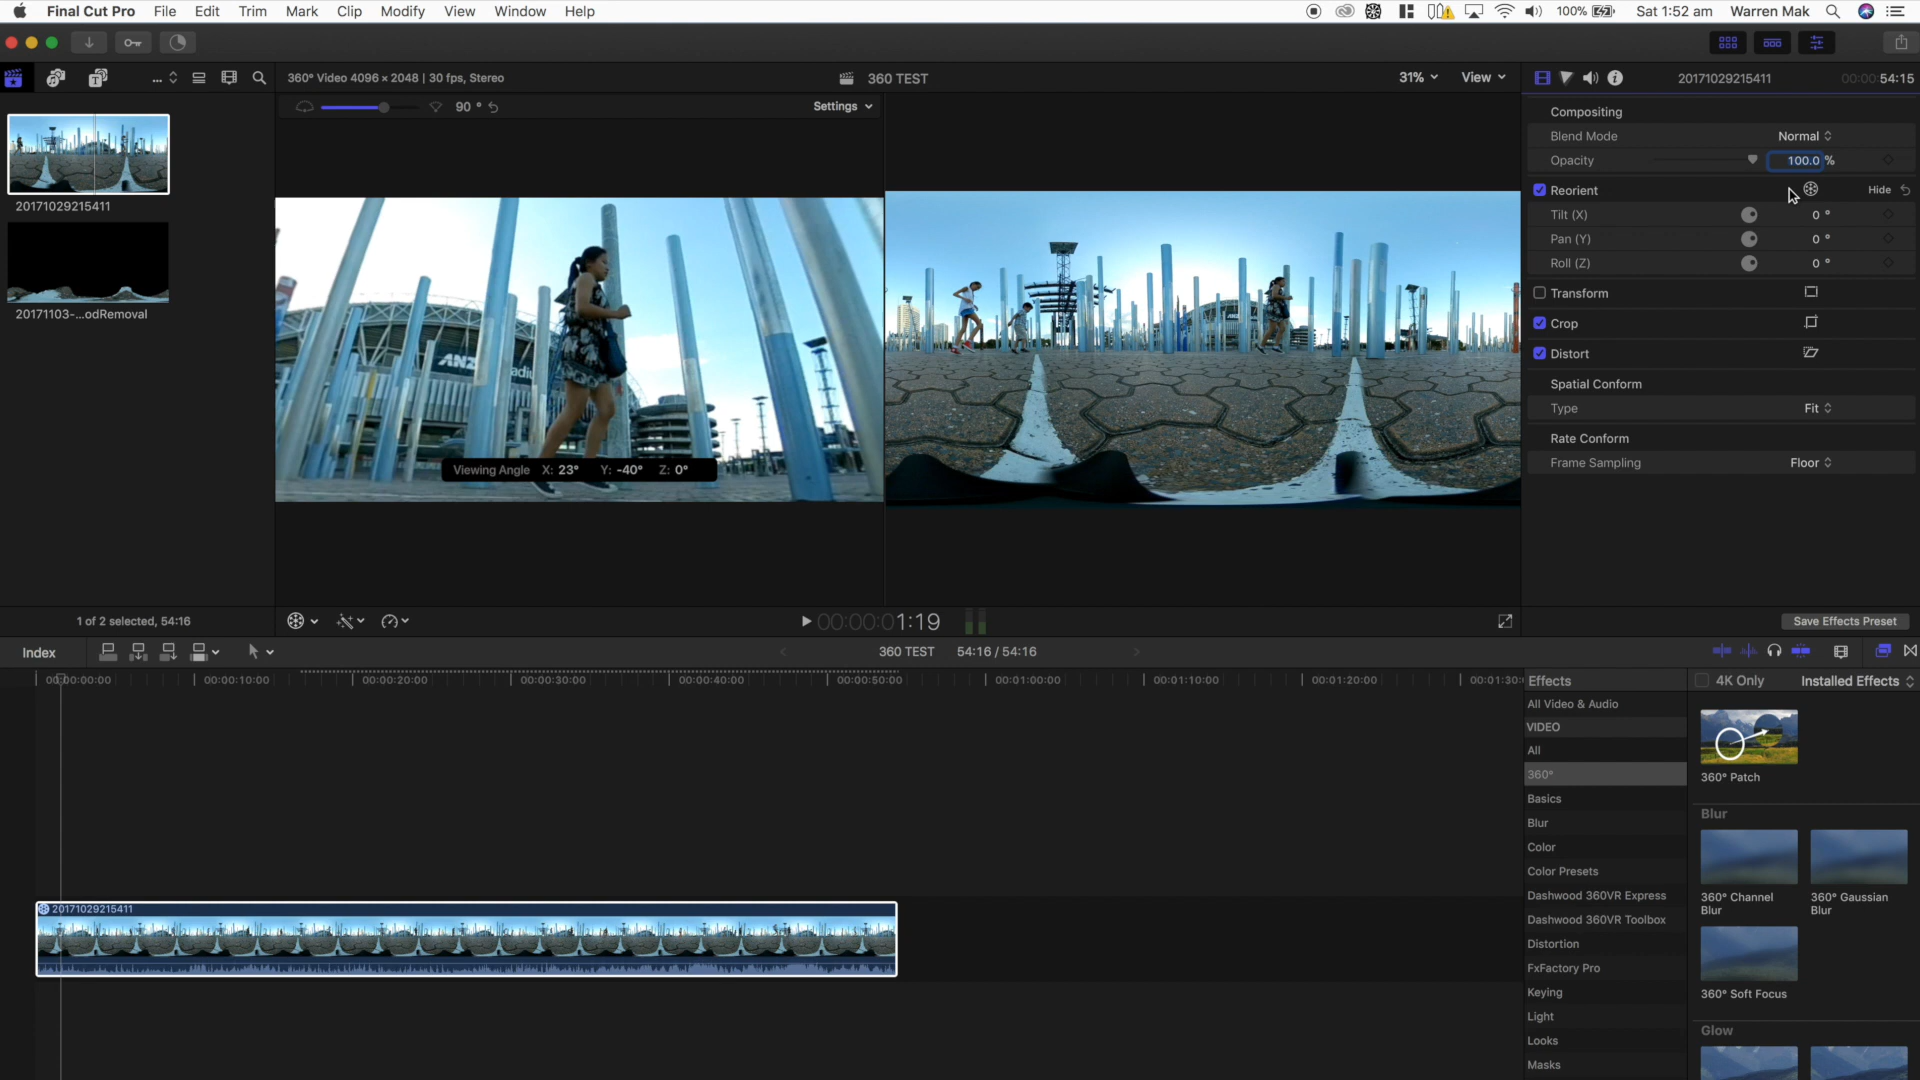 Final Cut Pro File Edit Trim Mark Clip Modify View Window Help 100% Sat 1:52 am Warren Mak
... 360° Video 4096 × 2048 | 30 fps, Stereo 360 TEST 31% View 20171029215411 00:00:54:15
90 ° Settings
20171029215411
20171103-...odRemoval
ANZ
ANZ
Viewing Angle X: 23° Y: -40° Z: 0°
Compositing
Blend Mode Normal
Opacity 100.0 %
Reorient Hide
Tilt (X) 0 °
Pan (Y) 0 °
Roll (Z) 0 °
Transform
Crop
Distort
Spatial Conform
Type Fit
Rate Conform
Frame Sampling Floor
1 of 2 selected, 54:16 00:00:01:19 Save Effects Preset
Index 360 TEST 54:16 / 54:16
00:00:00:00 00:00:10:00 00:00:20:00 00:00:30:00 00:00:40:00 00:00:50:00 00:01:00:00 00:01:10:00 00:01:20:00 00:01:30:
20171029215411
Effects 4K Only Installed Effects
All Video & Audio
VIDEO
All
360°
Basics
Blur
Color
Color Presets
Dashwood 360VR Express
Dashwood 360VR Toolbox
Distortion
FxFactory Pro
Keying
Light
Looks
Masks
360° Patch
Blur
360° Channel
Blur
360° Gaussian
Blur
360° Soft Focus
Glow